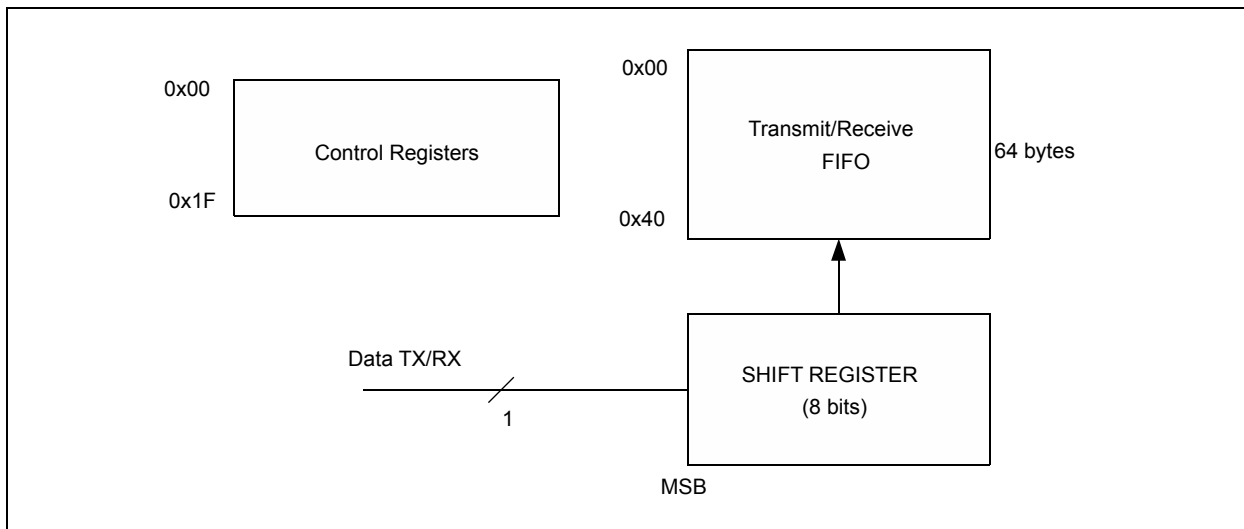 0x00
Control Registers
0x1F
0x00
Transmit/Receive
FIFO
64 bytes
0x40
Data TX/RX
1
SHIFT REGISTER
(8 bits)
MSB